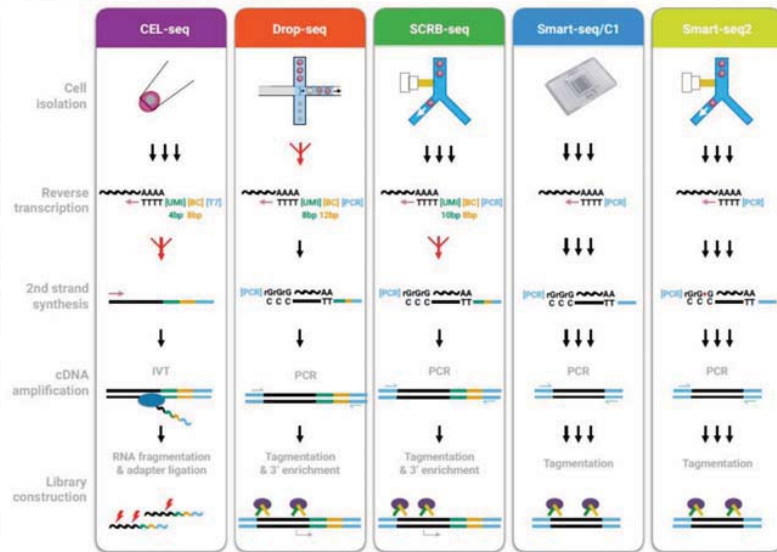 CEL-seq
Drop-seq
SCRB-seq
Smart-seq/C1
Smart-seq2
Cell
isolation
Reverse
transcription
AAAA
TTTT [UMI] [BC] [T7]
4bp 8bp
AAAA
TTTT [UMI] [BC] [PCR]
8bp 12bp
AAAA
TTTT [UMI] [BC] [PCR]
10bp 8bp
AAAA
TTTT [PCR]
AAAA
TTTT [PCR]
2nd strand
synthesis
[PCR] rGrGrG AA
C C C TT
[PCR] rGrGrG AA
C C C TT
[PCR] rGrGrG AA
C C C TT
[PCR] rGrG+G AA
C C C TT
cDNA
amplification
IVT
PCR
PCR
PCR
PCR
Library
construction
RNA fragmentation
& adapter ligation
Tagmentation
& 3' enrichment
Tagmentation
& 3' enrichment
Tagmentation
Tagmentation